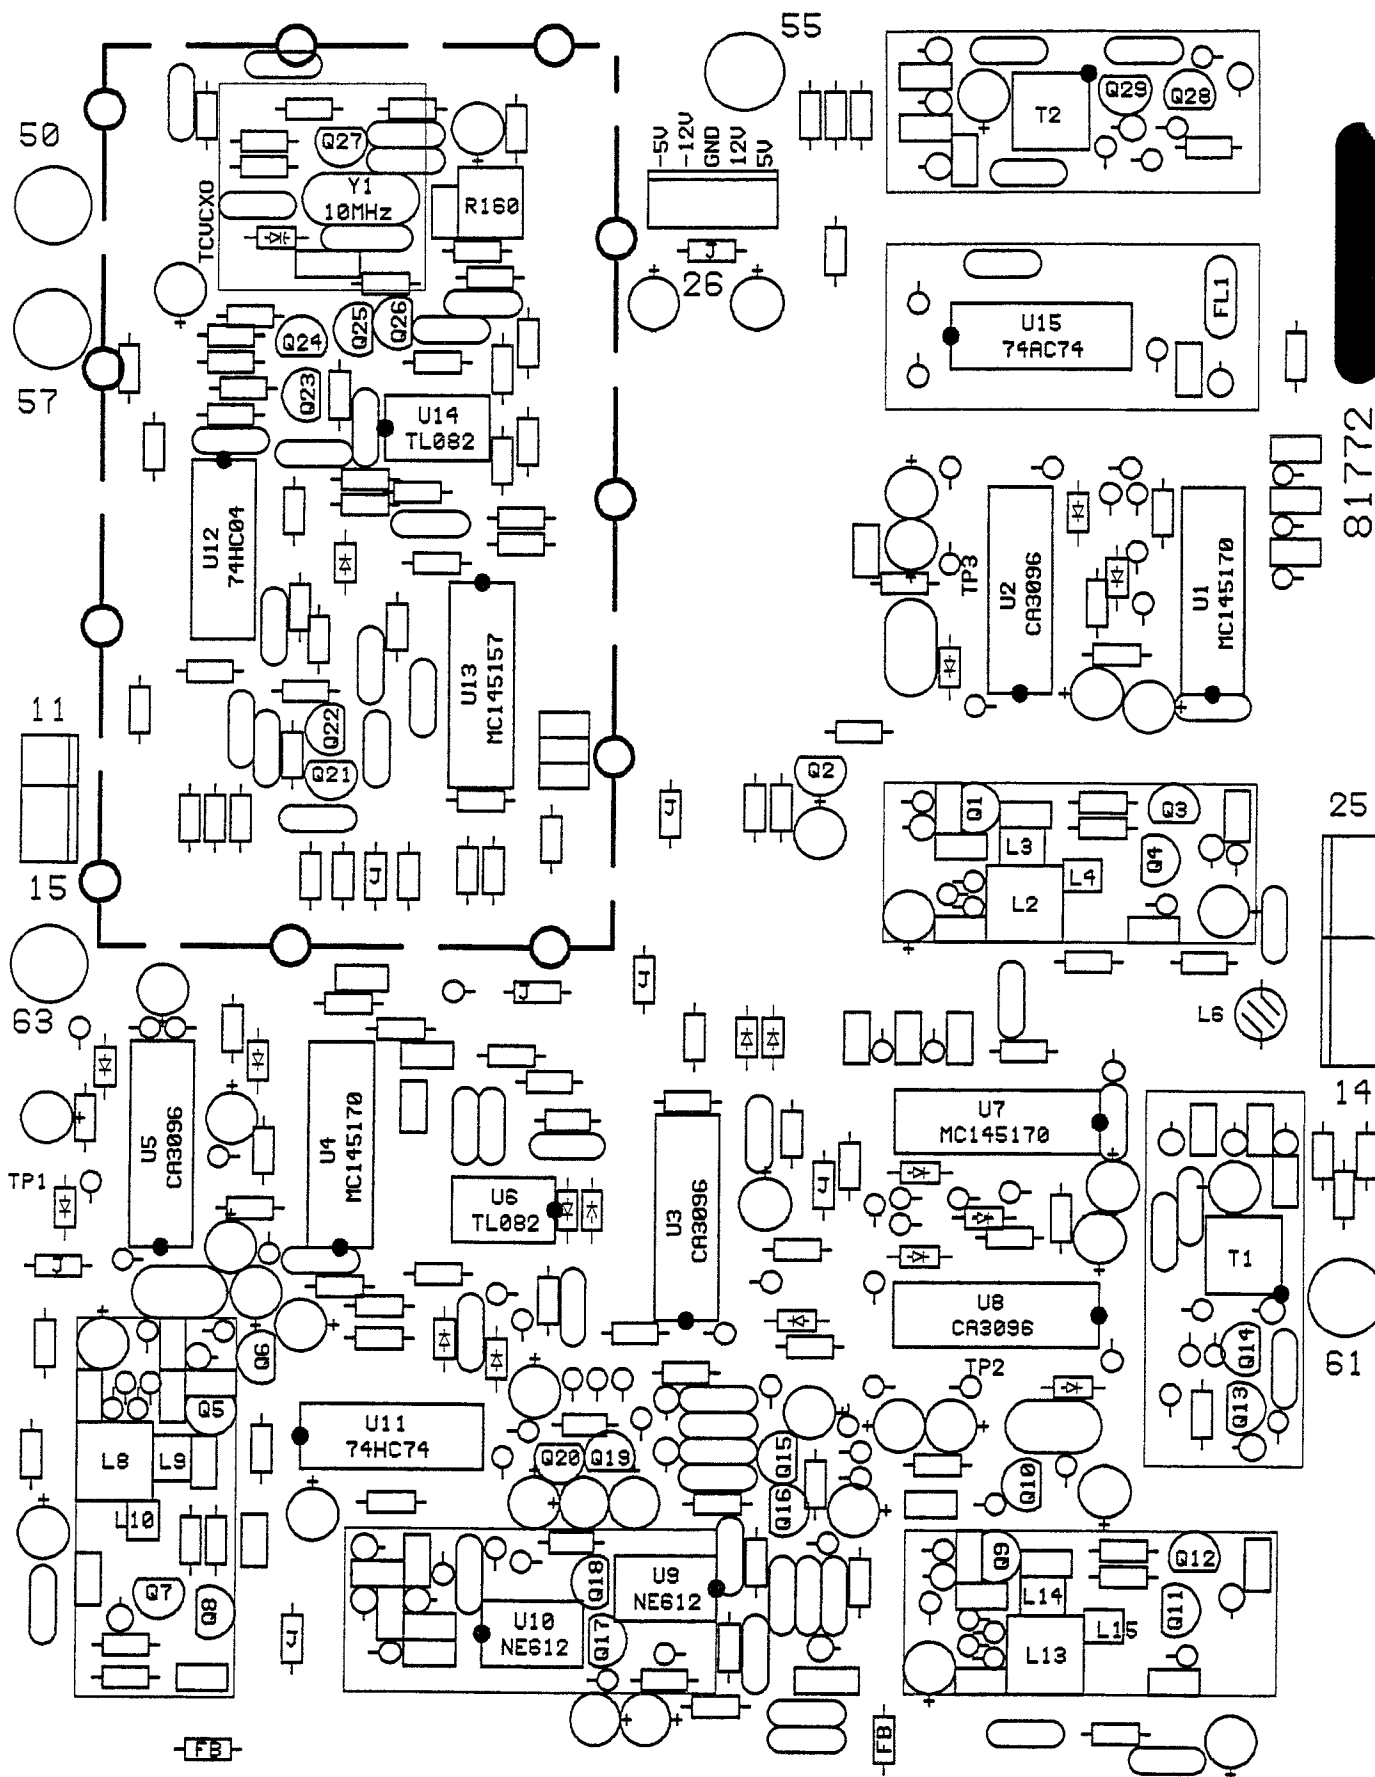 55
50
-5V
-12V
GND
12V
5V
Q29
Q28
T2
Q27
Y1
10MHz
R160
TCVCXO
J
26
57
Q24
Q25
Q26
Q23
U14
TL082
U15
74AC74
FL1
81772
U12
74HC04
TP3
U2
CA3096
U1
MC145170
U13
MC145157
11
15
Q22
Q21
J
J
Q2
Q1
Q3
L3
L4
Q4
L2
25
14
63
J
J
L6
U5
CA3096
U4
MC145170
U7
MC145170
TP1
U6
TL082
U3
CA3096
J
J
T1
U8
CA3096
TP2
61
Q6
Q5
Q14
Q13
L8
L9
L10
U11
74HC74
Q20
Q19
Q15
Q16
Q10
Q7
Q8
J
U10
NE612
Q18
Q17
U9
NE612
Q9
Q12
L14
L15
Q11
L13
FB
FB